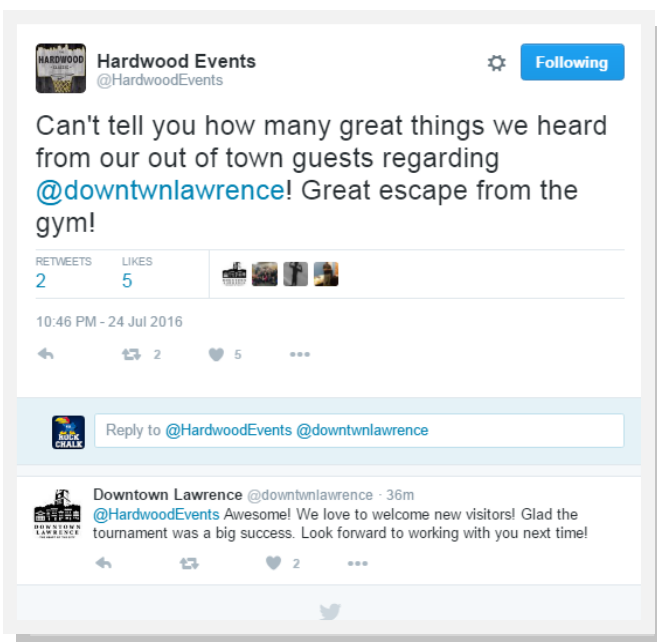 HARDWOOD
Hardwood Events
@HardwoodEvents
Following
Can't tell you how many great things we heard
from our out of town guests regarding
@downtwnlawrence! Great escape from the
gym!
RETWEETS LIKES
2 5
10:46 PM - 24 Jul 2016
2 5
ROCK
CHALK
Reply to @HardwoodEvents @downtwnlawrence
Downtown Lawrence @downtwnlawrence · 36m
@HardwoodEvents Awesome! We love to welcome new visitors! Glad the
tournament was a big success. Look forward to working with you next time!
DOWNTOWN
LAWRENCE
2